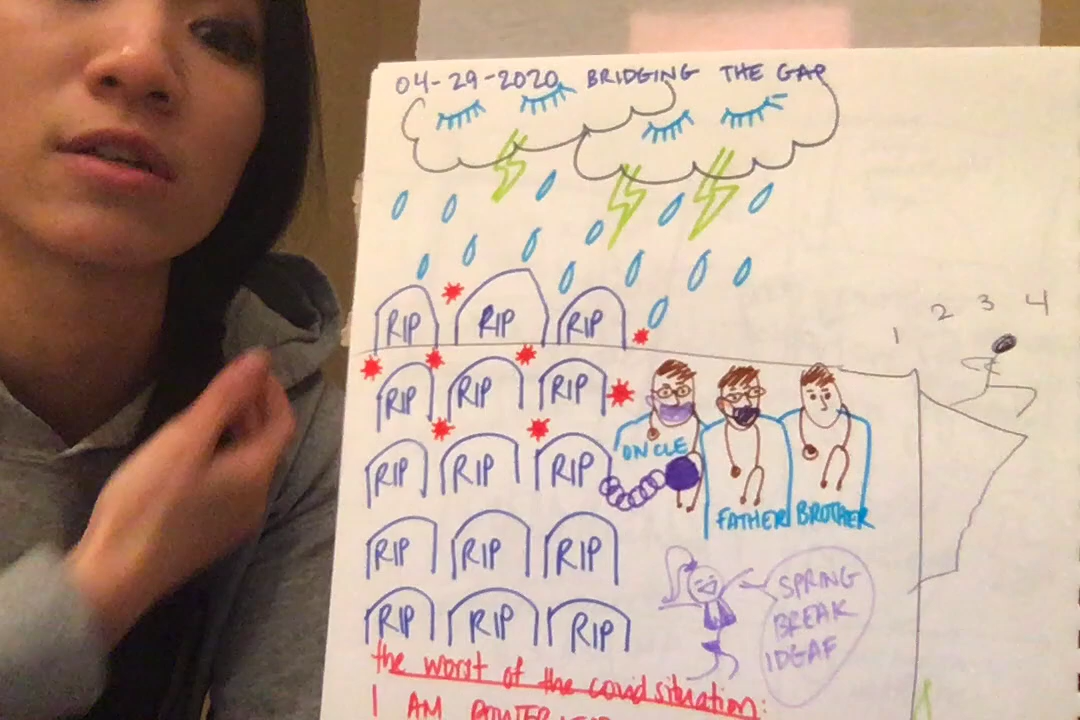 04-29-2020 BRIDGING THE GAP
1 2 3 4
RIP RIP RIP
RIP RIP RIP
RIP RIP RIP
UNCLE
FATHER BROTHER
RIP RIP RIP
SPRING
BREAK
IDGAF
RIP RIP RIP
the worst of the covid situation:
I AM